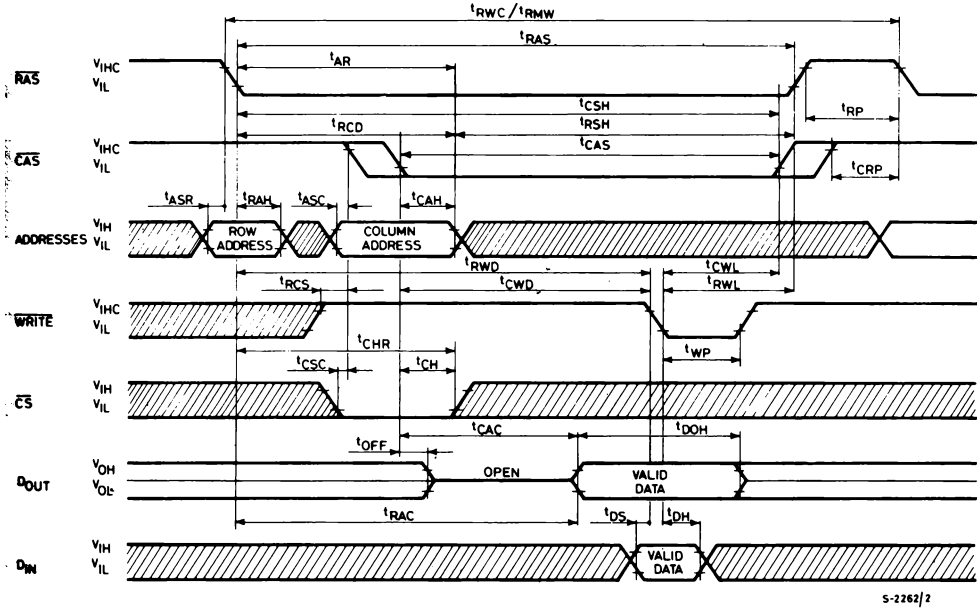 tRWC/tRMW
tRAS
tAR
RAS VIHC
VIL
tCSH
tRCD tRSH tRP
CAS VIHC
VIL
tCAS
tCRP
tASR tRAH tASC tCAH
ADDRESSES VIH
VIL
ROW ADDRESS
COLUMN ADDRESS
tRWD tCWL
tRCS tCWD tRWL
WRITE VIHC
VIL
tCHR tWP
tCSC tCH
CS VIH
VIL
tCAC tDOH
tOFF
DOUT VOH
VOL
OPEN
VALID DATA
tRAC tDS tDH
DIN VIH
VIL
VALID DATA
S-2262/2